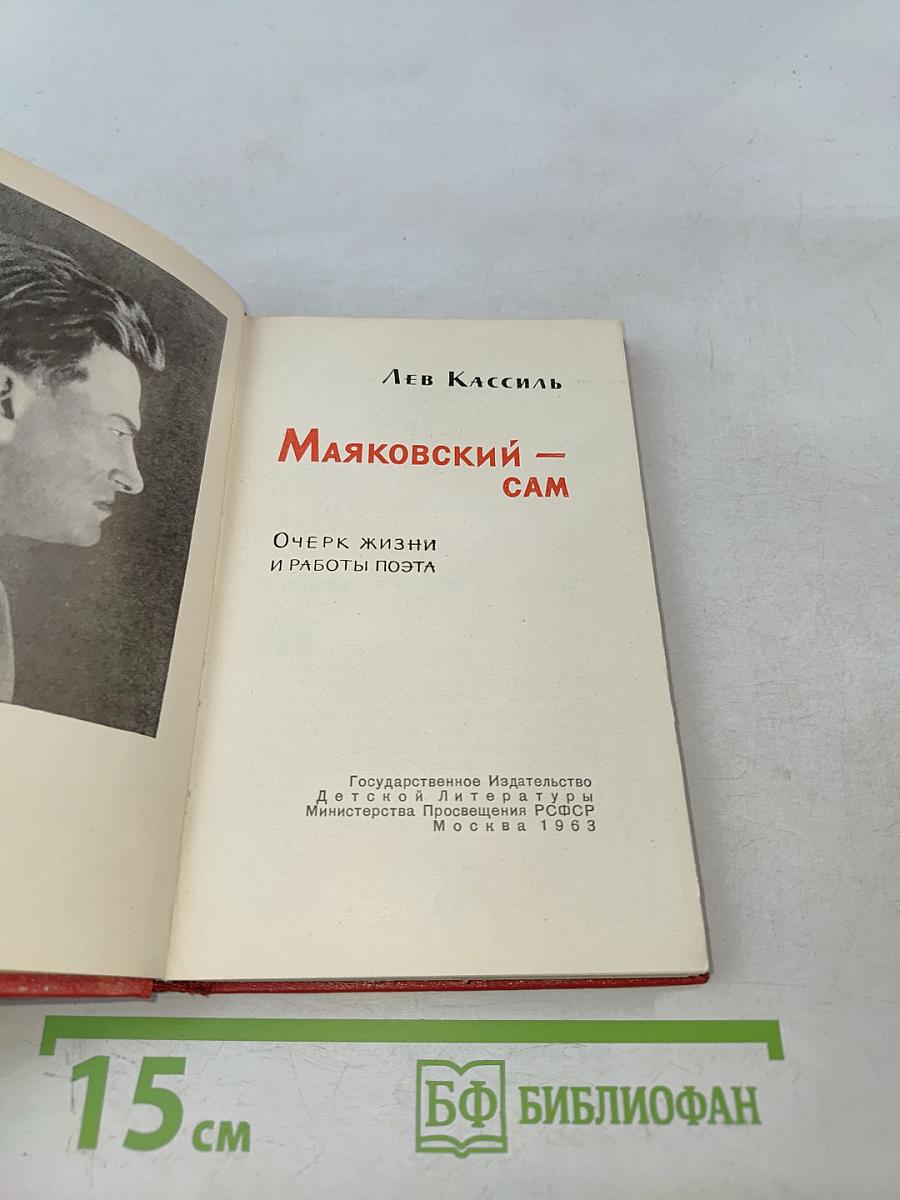 Лев Кассиль
Маяковский —
сам
Очерк жизни
и работы поэта
Государственное Издательство
Детской Литературы
Министерства Просвещения РСФСР
Москва 1963
15 см
БФ БИБЛИОФАН